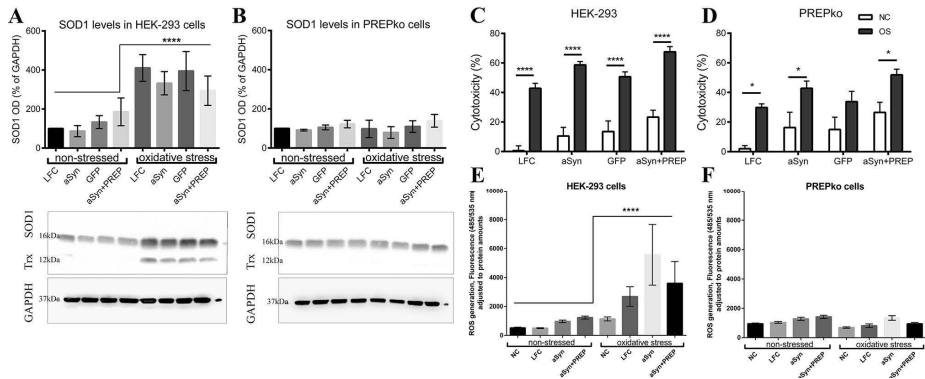 A
SOD1 levels in HEK-293 cells
SOD1 OD (% of GAPDH)
600
400
200
0
****
LFC
aSyn
GFP
aSyn+PREP
LFC
aSyn
GFP
aSyn+PREP
non-stressed
oxidative stress
SOD1
16kDa
Trx
12kDa
GAPDH
37kDa
B
SOD1 levels in PREPko cells
SOD1 OD (% of GAPDH)
600
400
200
0
LFC
aSyn
GFP
aSyn+PREP
LFC
aSyn
GFP
aSyn+PREP
non-stressed
oxidative stress
SOD1
16kDa
Trx
12kDa
GAPDH
37kDa
C
HEK-293
Cytotoxicity (%)
80
60
40
20
0
****
****
****
****
LFC
aSyn
GFP
aSyn+PREP
D
PREPko
NC
OS
Cytotoxicity (%)
80
60
40
20
0
*
*
*
LFC
aSyn
GFP
aSyn+PREP
E
HEK-293 cells
ROS generation, Fluorescence (485/535 nm)
adjusted to protein amounts
10000
8000
6000
4000
2000
0
****
NC
LFC
aSyn
aSyn+PREP
NC
LFC
aSyn
aSyn+PREP
non-stressed
oxidative stress
F
PREPko cells
ROS generation, Fluorescence (485/535 nm)
adjusted to protein amounts
10000
8000
6000
4000
2000
0
NC
LFC
aSyn
aSyn+PREP
NC
LFC
aSyn
aSyn+PREP
non-stressed
oxidative stress